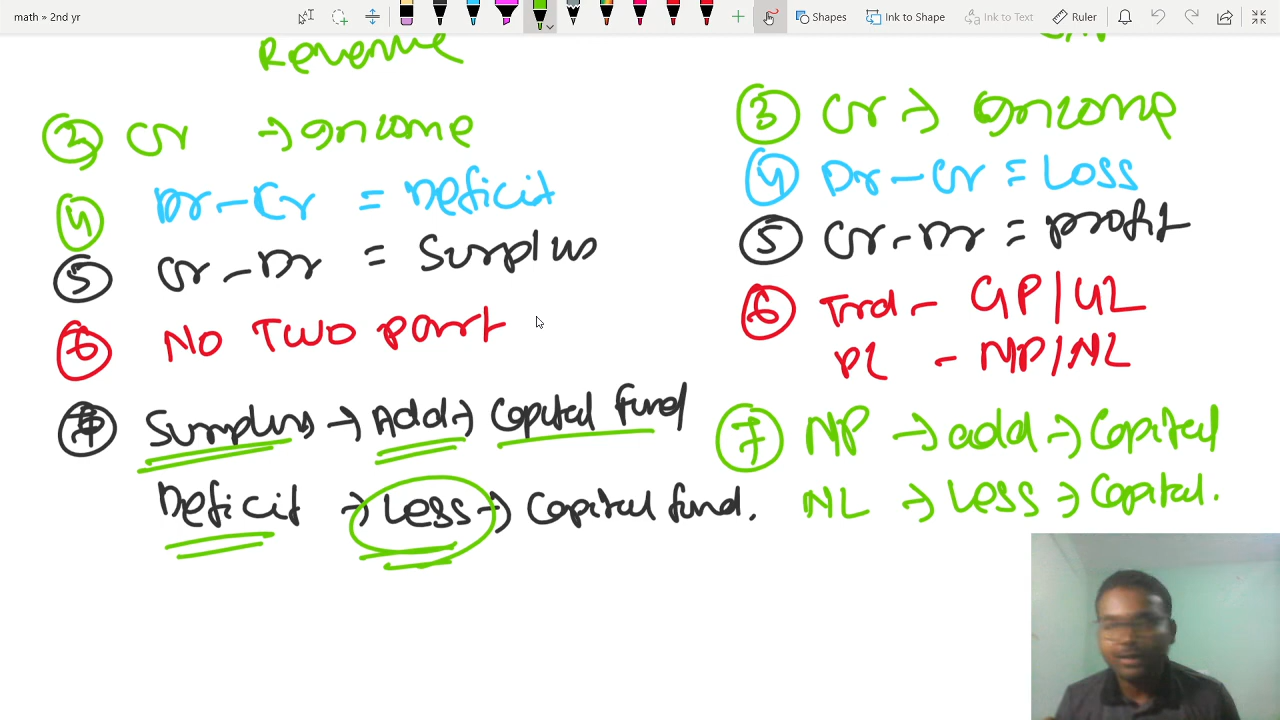 math » 2nd yr
Shapes
Ink to Shape
Ink to Text
Ruler
Revenue
3 Cr → Income
4 Dr - Cr = Deficit
5 Cr - Dr = Surplus
6 NO TWO part
7 Surplus → Add → Capital fund
Deficit → Less → Capital fund.
3 Cr → Income
4 Dr - Cr = Loss
5 Cr - Dr = profit
6 Trd - GP/GL
PL - NP/NL
7 NP → add → Capital
NL → Less → Capital.